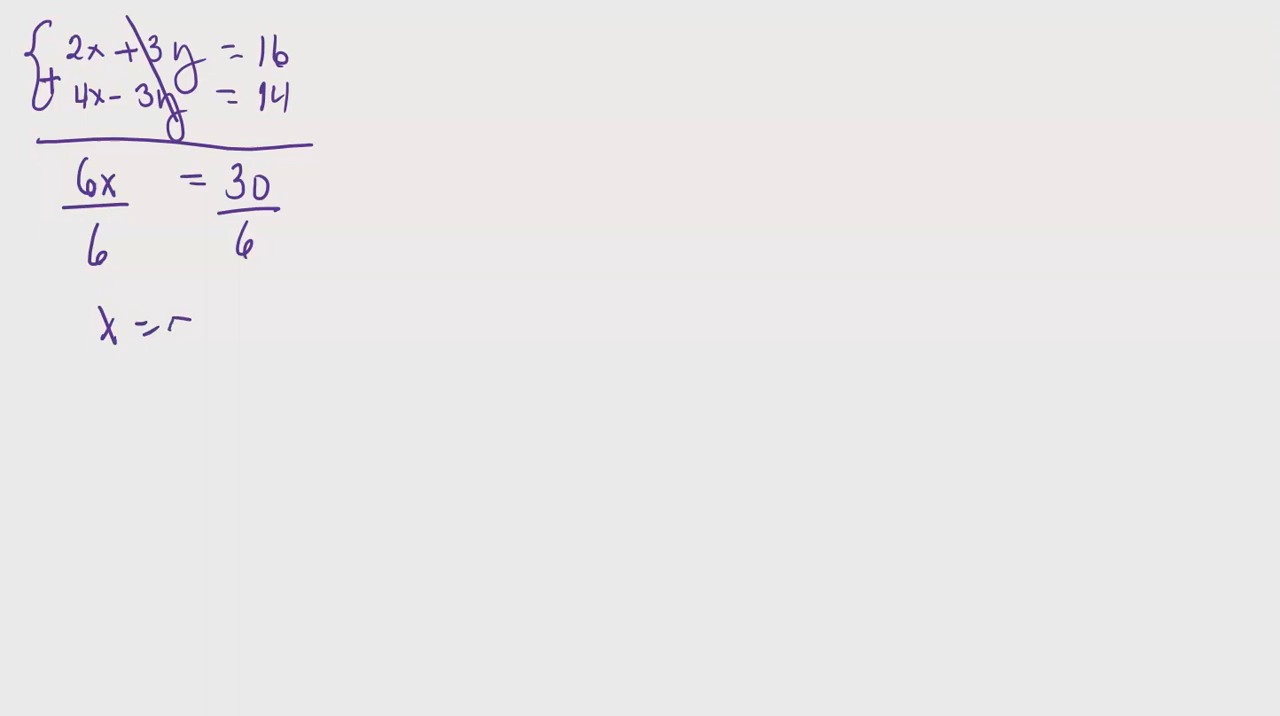 2x + 3y = 16
+ 4x - 3y = 14
6x = 30
6 6
x =